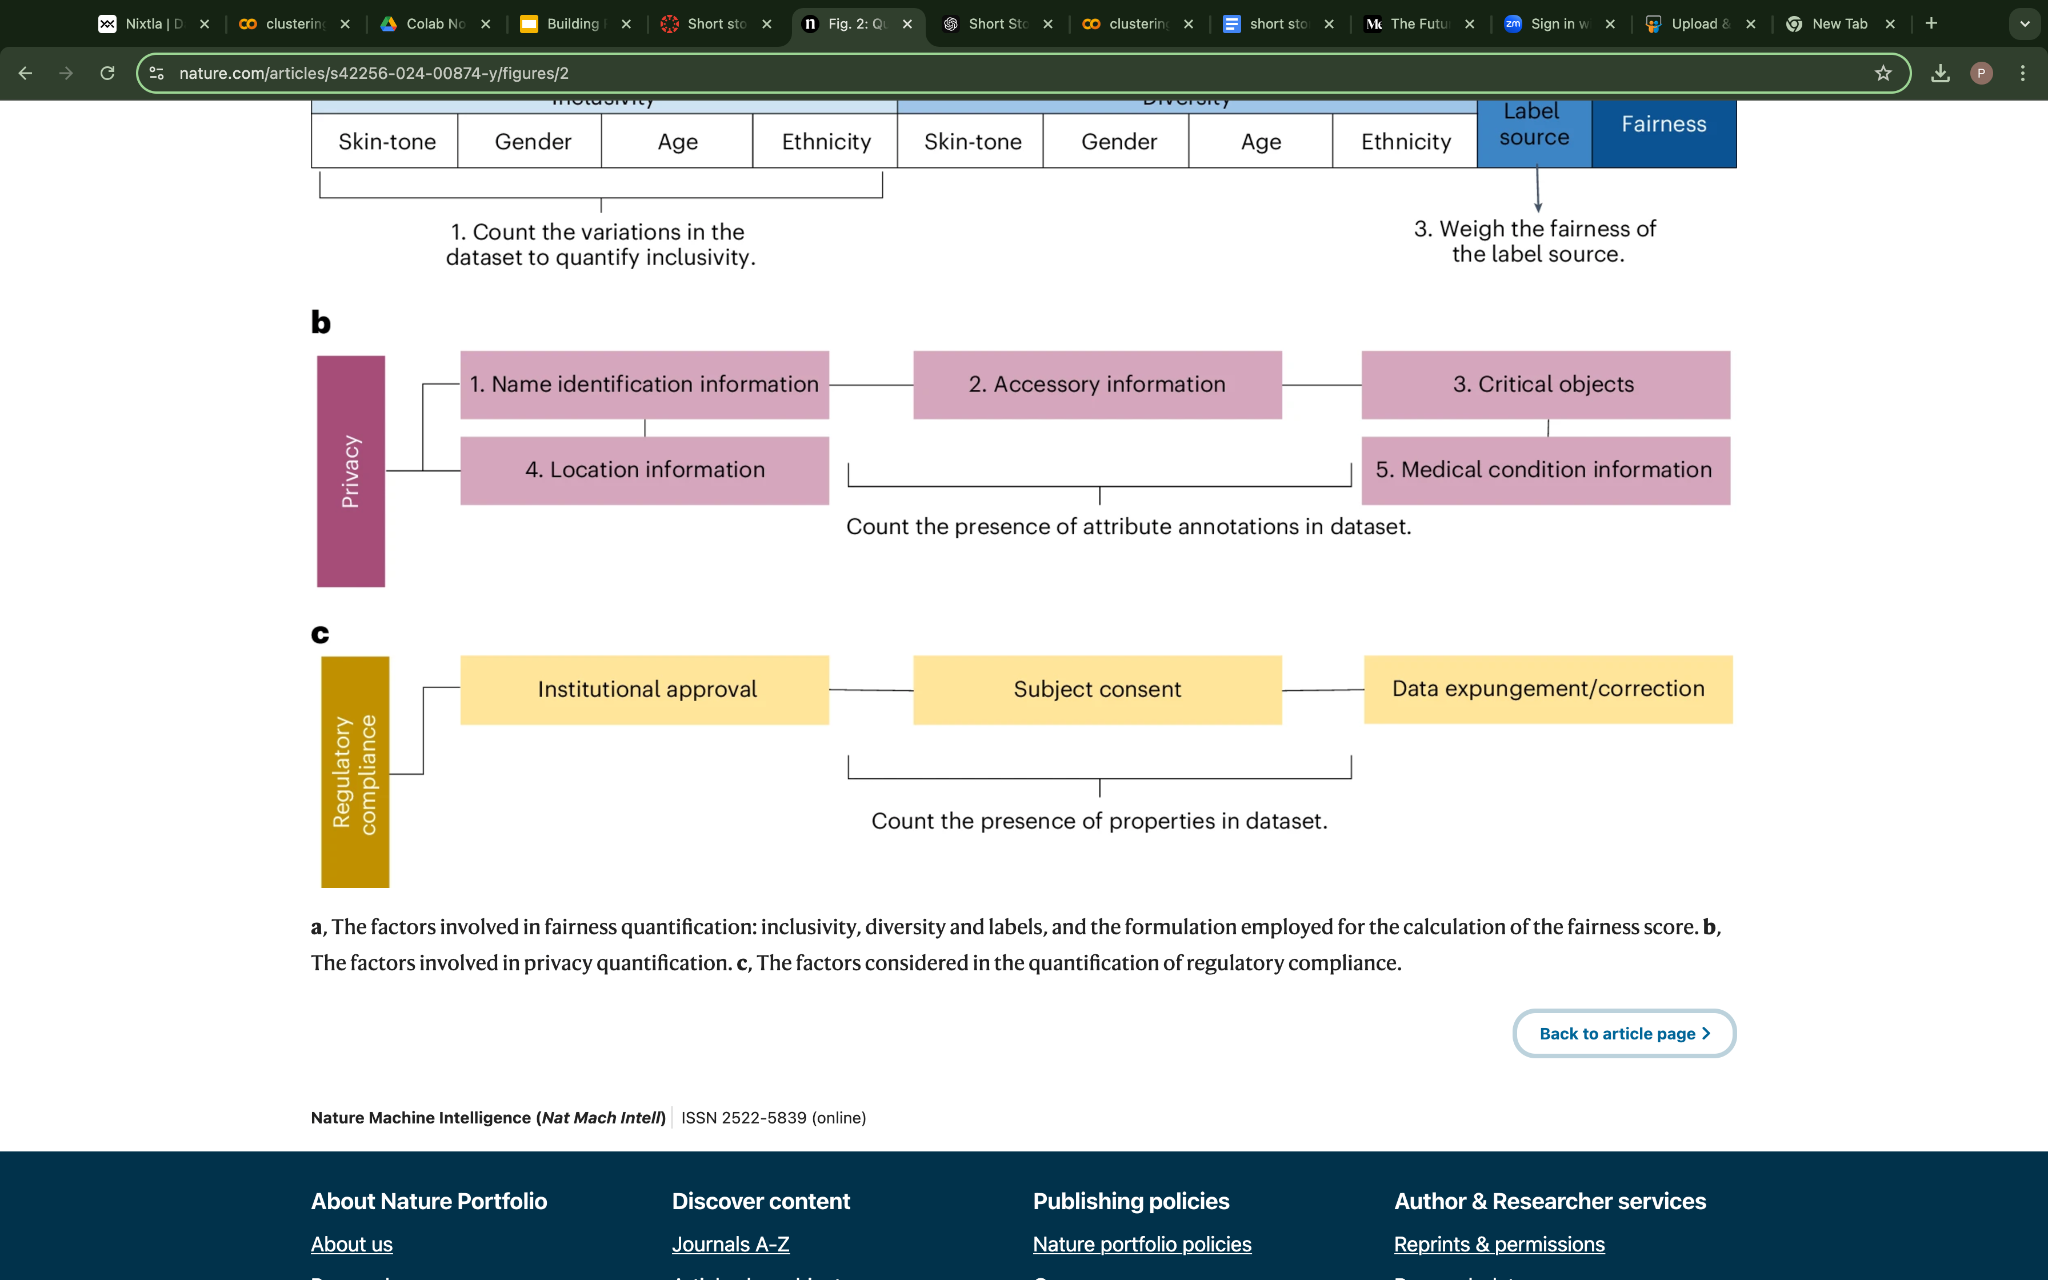 Nixtla | D
clustering
Colab No
Building
Short sto
Fig. 2: Qu
Short Sto
clustering
short sto
The Futu
Sign in w
Upload &
New Tab
nature.com/articles/s42256-024-00874-y/figures/2
P
Inclusivity Diversity
Label source
Fairness
Skin-tone Gender Age Ethnicity Skin-tone Gender Age Ethnicity
1. Count the variations in the
dataset to quantify inclusivity.
3. Weigh the fairness of
the label source.
b
Privacy
1. Name identification information
2. Accessory information
3. Critical objects
4. Location information
5. Medical condition information
Count the presence of attribute annotations in dataset.
c
Regulatory
compliance
Institutional approval
Subject consent
Data expungement/correction
Count the presence of properties in dataset.
a, The factors involved in fairness quantification: inclusivity, diversity and labels, and the formulation employed for the calculation of the fairness score. b,
The factors involved in privacy quantification. c, The factors considered in the quantification of regulatory compliance.
Back to article page
Nature Machine Intelligence (Nat Mach Intell) ISSN 2522-5839 (online)
About Nature Portfolio Discover content Publishing policies Author & Researcher services
About us Journals A-Z Nature portfolio policies Reprints & permissions